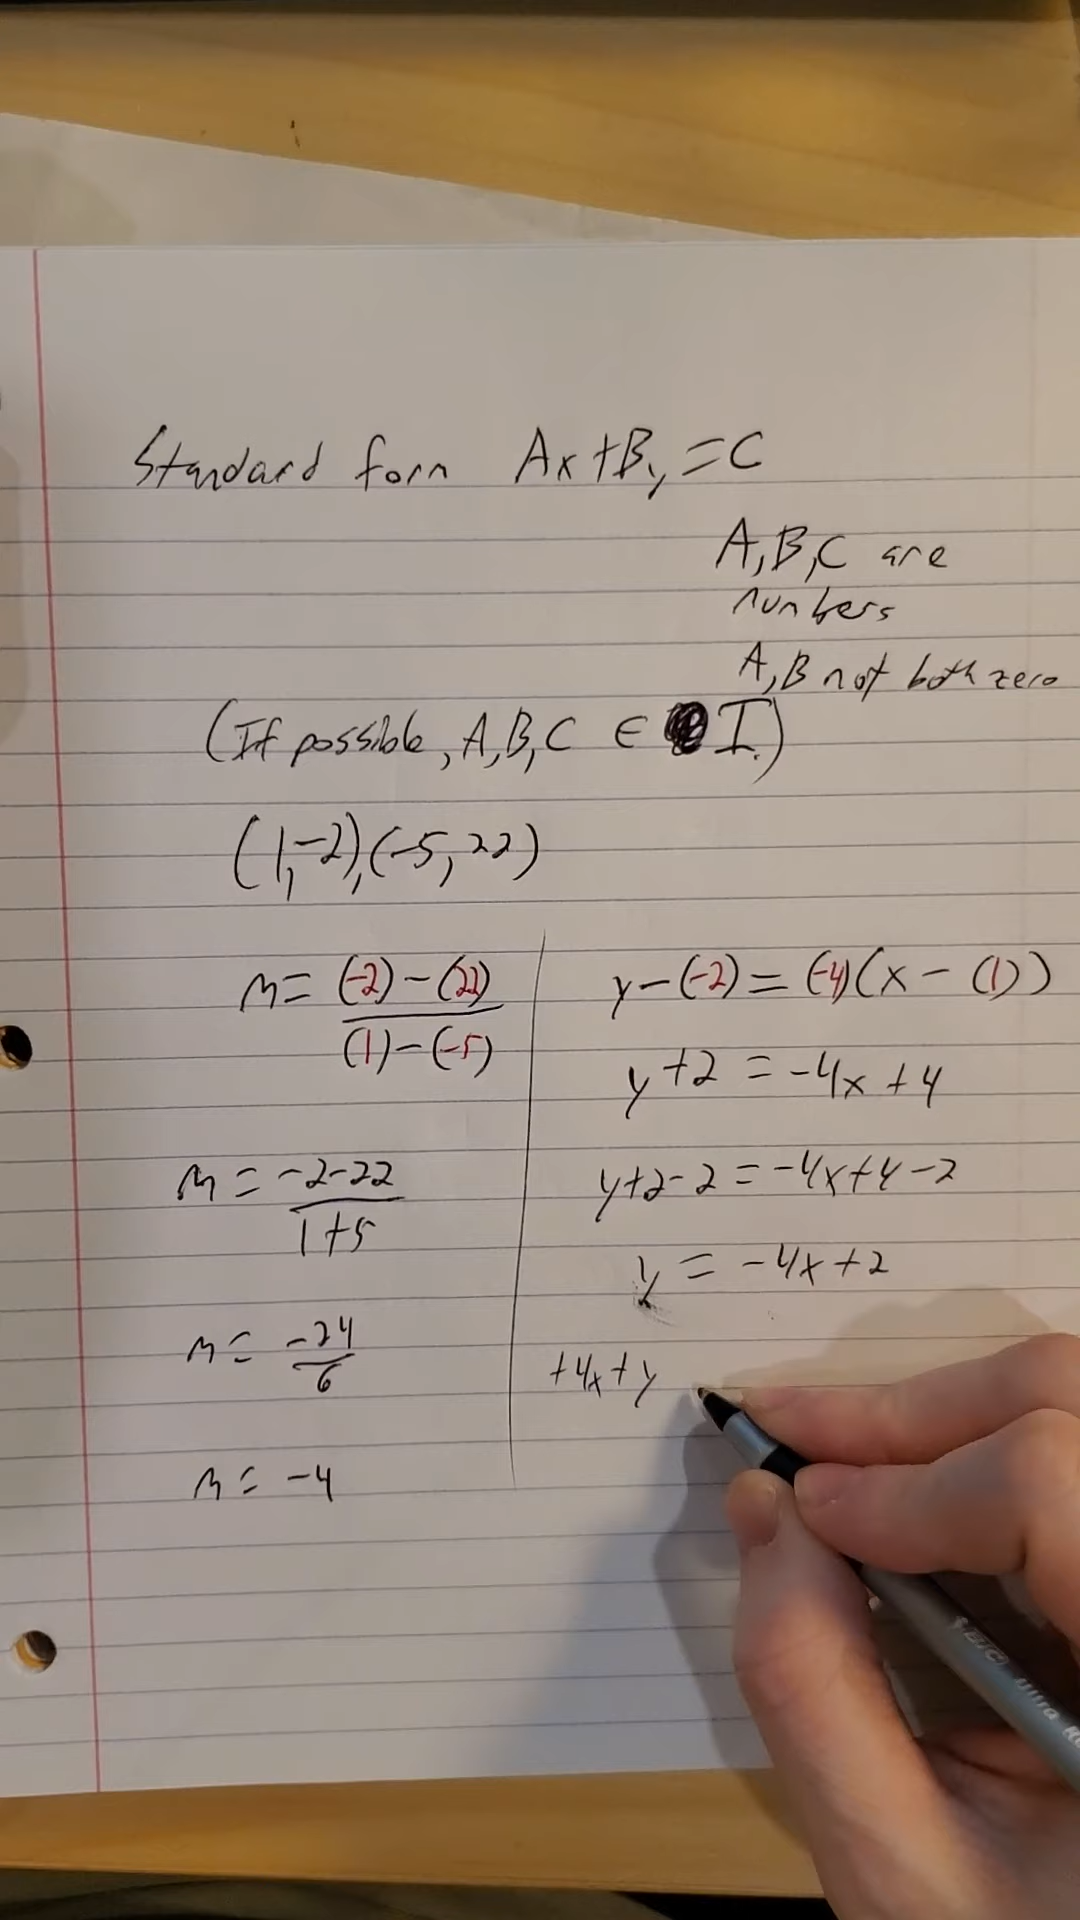 Standard form Ax+By=C
A,B,C are
numbers
A,B not both zero
(If possible, A,B,C ∈ I.)
(1,-2),(-5,22)
m= (-2)-(22)
(1)-(-5)
m = -2-22
1+5
m = -24
6
m = -4
y-(-2)=(-4)(x-(1))
y+2=-4x+4
y+2-2=-4x+4-2
y=-4x+2
+4x+y
BIC Ultra